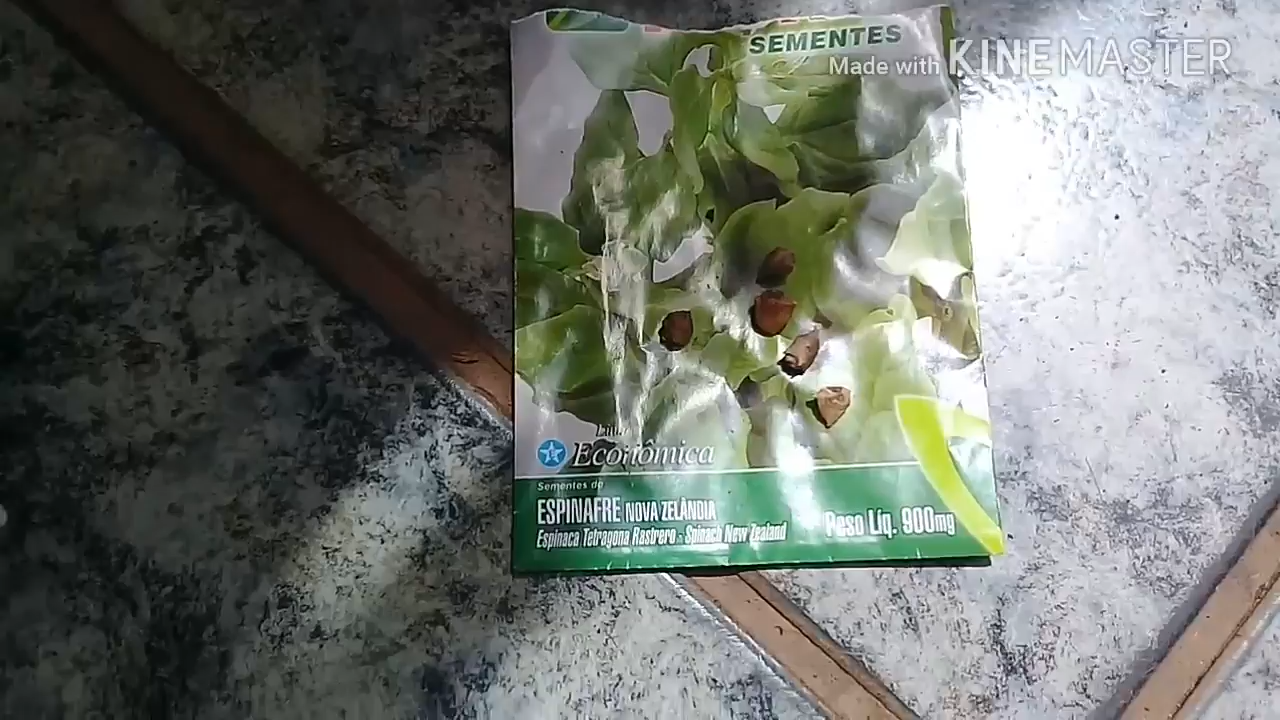 SEMENTES
Made with KINEMASTER
Linha
Econômica
Sementes de
ESPINAFRE NOVA ZELÂNDIA
Espinaca Tetragona Rastrero - Spinach New Zealand
Peso Líq. 900mg